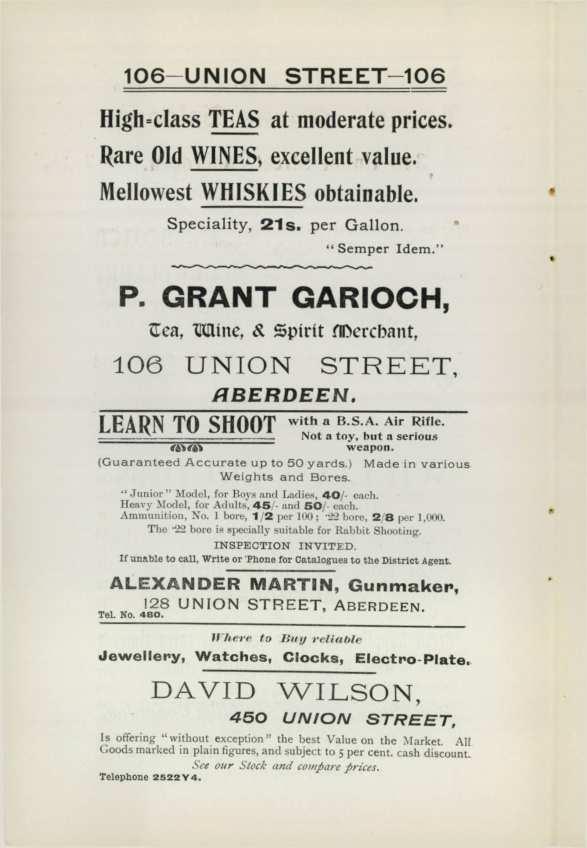 106—UNION STREET—106
High-class TEAS at moderate prices.
Rare Old WINES, excellent value.
Mellowest WHISKIES obtainable.
Speciality, 21s. per Gallon.
"Semper Idem."
P. GRANT GARIOCH,
Tea, Wine, & Spirit Merchant,
106 UNION STREET,
ABERDEEN.
LEARN TO SHOOT with a B.S.A. Air Rifle.
Not a toy, but a serious
weapon.
(Guaranteed Accurate up to 50 yards.) Made in various
Weights and Bores.
"Junior" Model, for Boys and Ladies, 40/- each.
Heavy Model, for Adults, 45/- and 50/- each.
Ammunition, No. 1 bore, 1/2 per 100; ·22 bore, 2/8 per 1,000.
The ·22 bore is specially suitable for Rabbit Shooting.
INSPECTION INVITED.
If unable to call, Write or 'Phone for Catalogues to the District Agent.
ALEXANDER MARTIN, Gunmaker,
128 UNION STREET, ABERDEEN.
Tel. No. 480.
Where to Buy reliable
Jewellery, Watches, Clocks, Electro-Plate.
DAVID WILSON,
450 UNION STREET,
Is offering "without exception" the best Value on the Market. All
Goods marked in plain figures, and subject to 5 per cent. cash discount.
See our Stock and compare prices.
Telephone 2522Y4.